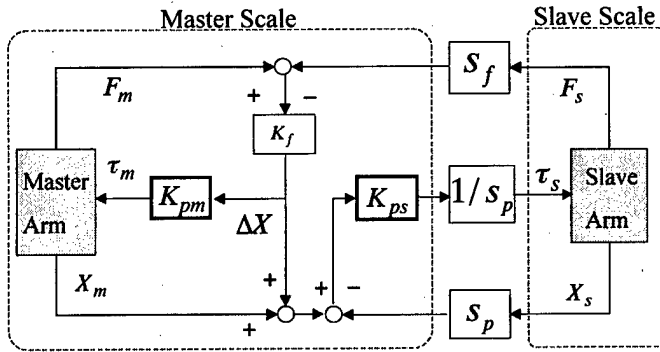 Master Scale
Slave Scale
S_f
F_m
+
−
F_s
K_f
τ_m
τ_s
Master
Arm
K_pm
K_ps
1/s_p
Slave
Arm
ΔX
X_m
+
+
−
X_s
+
S_p